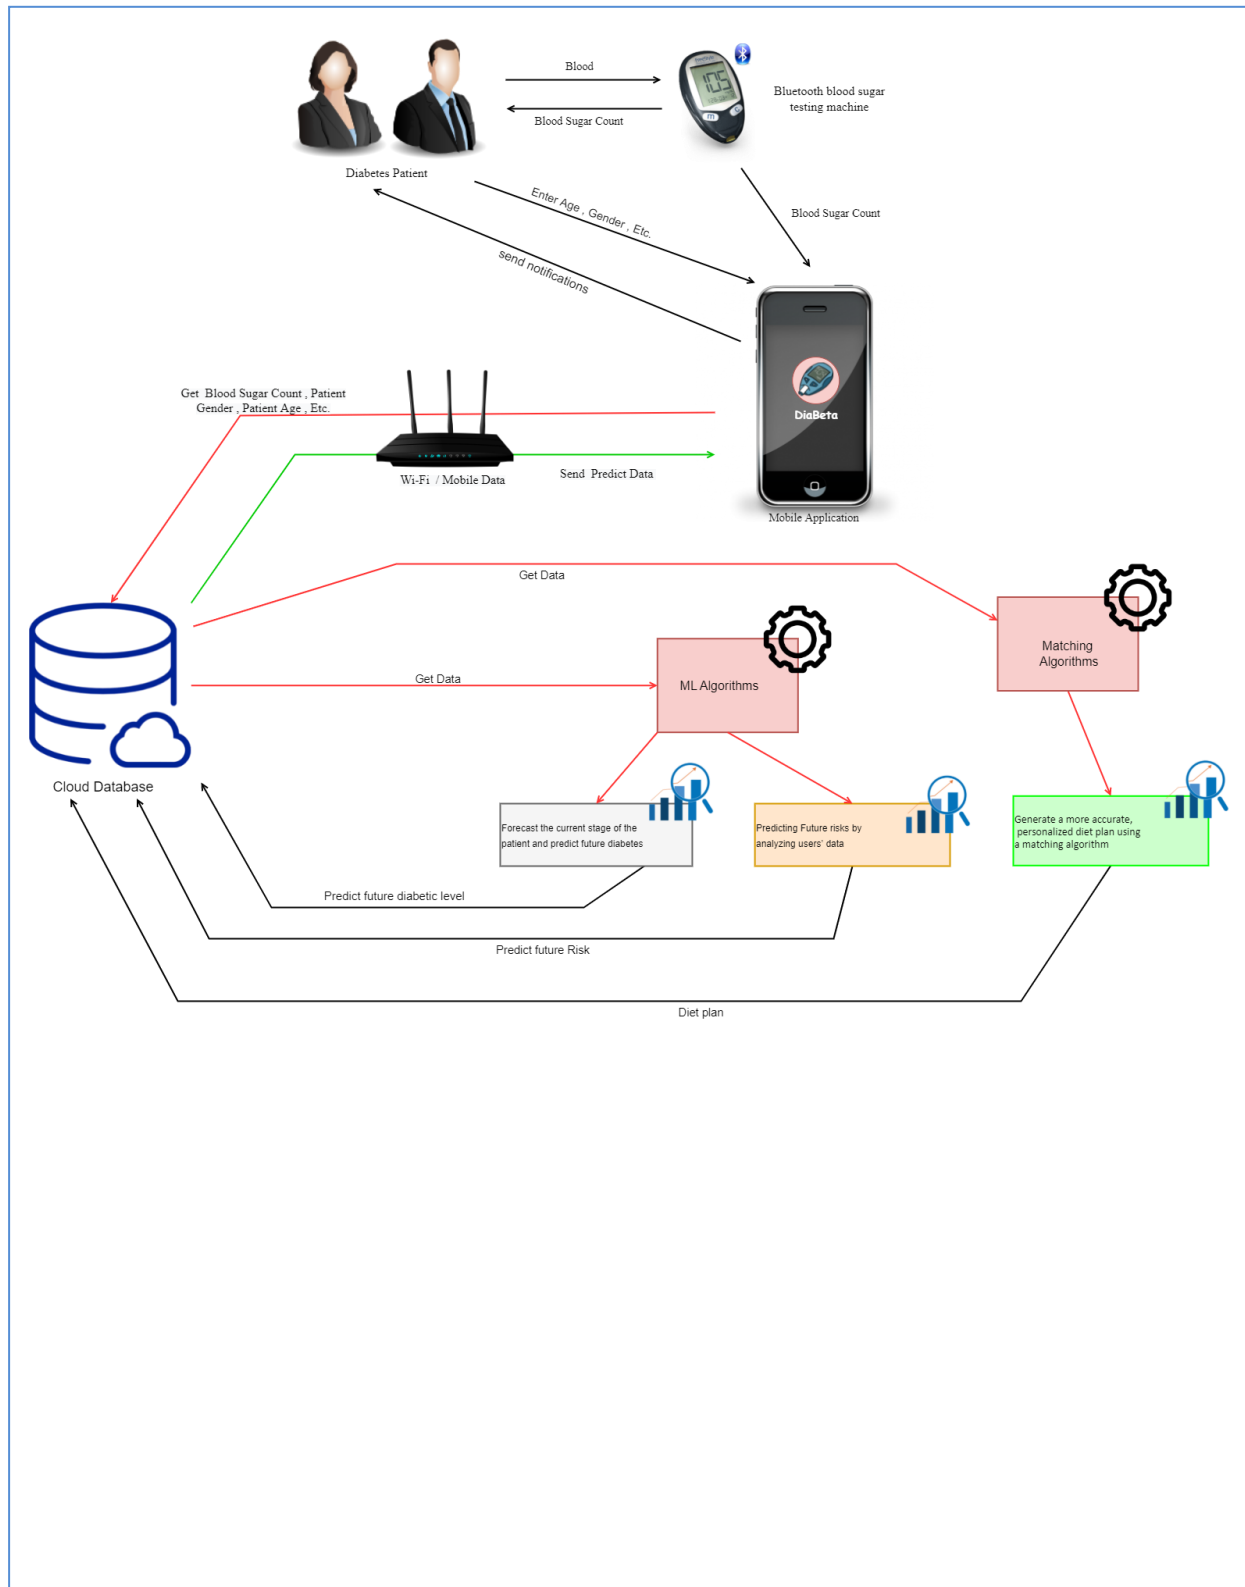 Blood
Blood Sugar Count
105
m
C
Bluetooth blood sugar
testing machine
Diabetes Patient
Enter Age , Gender , Etc.
send notifications
Blood Sugar Count
Get  Blood Sugar Count , Patient
Gender , Patient Age , Etc.
Wi-Fi  / Mobile Data
Send  Predict Data
DiaBeta
Mobile Application
Get Data
Matching
Algorithms
Get Data
ML Algorithms
Cloud Database
Forecast the current stage of the
patient and predict future diabetes
Predicting Future risks by
analyzing users' data
Generate a more accurate,
personalized diet plan using
a matching algorithm
Predict future diabetic level
Predict future Risk
Diet plan